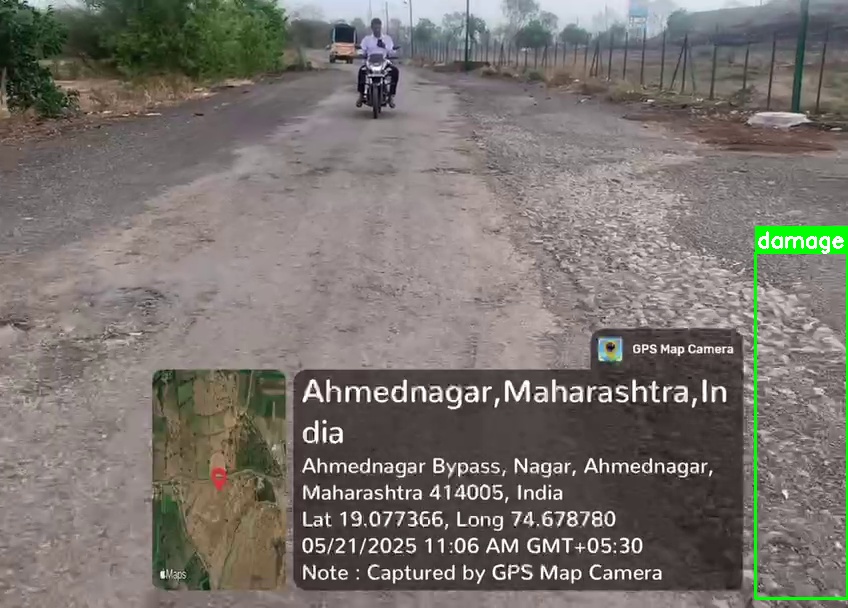 damage
GPS Map Camera
Ahmednagar,Maharashtra,In
dia
Ahmednagar Bypass, Nagar, Ahmednagar,
Maharashtra 414005, India
Lat 19.077366, Long 74.678780
05/21/2025 11:06 AM GMT+05:30
Note : Captured by GPS Map Camera
Maps